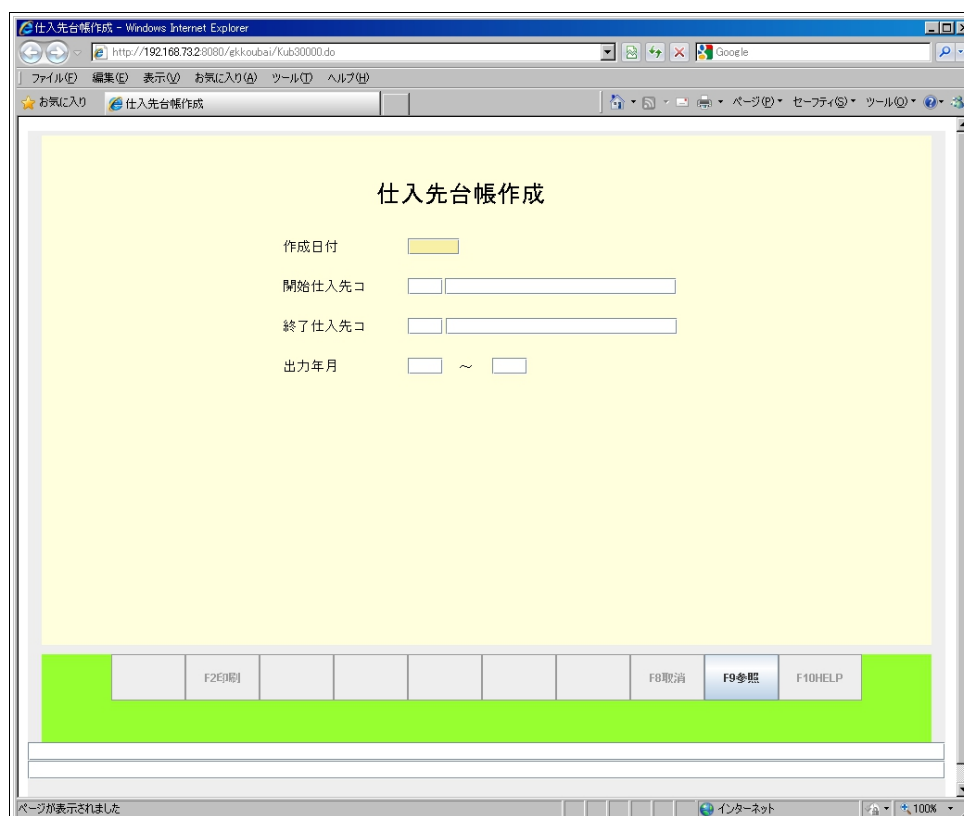 仕入先台帳作成 - Windows Internet Explorer
http://192.168.73.2:8080/gkkoubai/Kub30000.do
Google
ファイル(F) 編集(E) 表示(V) お気に入り(A) ツール(T) ヘルプ(H)
お気に入り 仕入先台帳作成 ページ(P) セーフティ(S) ツール(O)
仕入先台帳作成
作成日付
開始仕入先コ
終了仕入先コ
出力年月 ～
F2印刷 F8取消 F9参照 F10HELP
ページが表示されました インターネット 100%